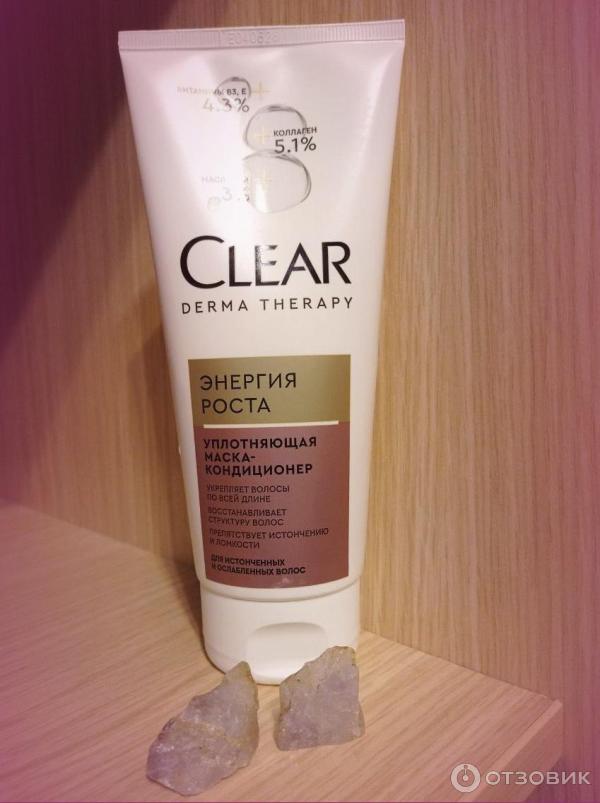 ВИТАМИНЫ B3, E
4.3%
КОЛЛАГЕН
5.1%
CLEAR
DERMA THERAPY
ЭНЕРГИЯ
РОСТА
УПЛОТНЯЮЩАЯ
МАСКА-
КОНДИЦИОНЕР
УКРЕПЛЯЕТ ВОЛОСЫ
ПО ВСЕЙ ДЛИНЕ
ВОССТАНАВЛИВАЕТ
СТРУКТУРУ ВОЛОС
ПРЕПЯТСТВУЕТ ИСТОНЧЕНИЮ
И ЛОМКОСТИ
ДЛЯ ИСТОНЧЕННЫХ
И ОСЛАБЛЕННЫХ ВОЛОС
ОТЗОВИК